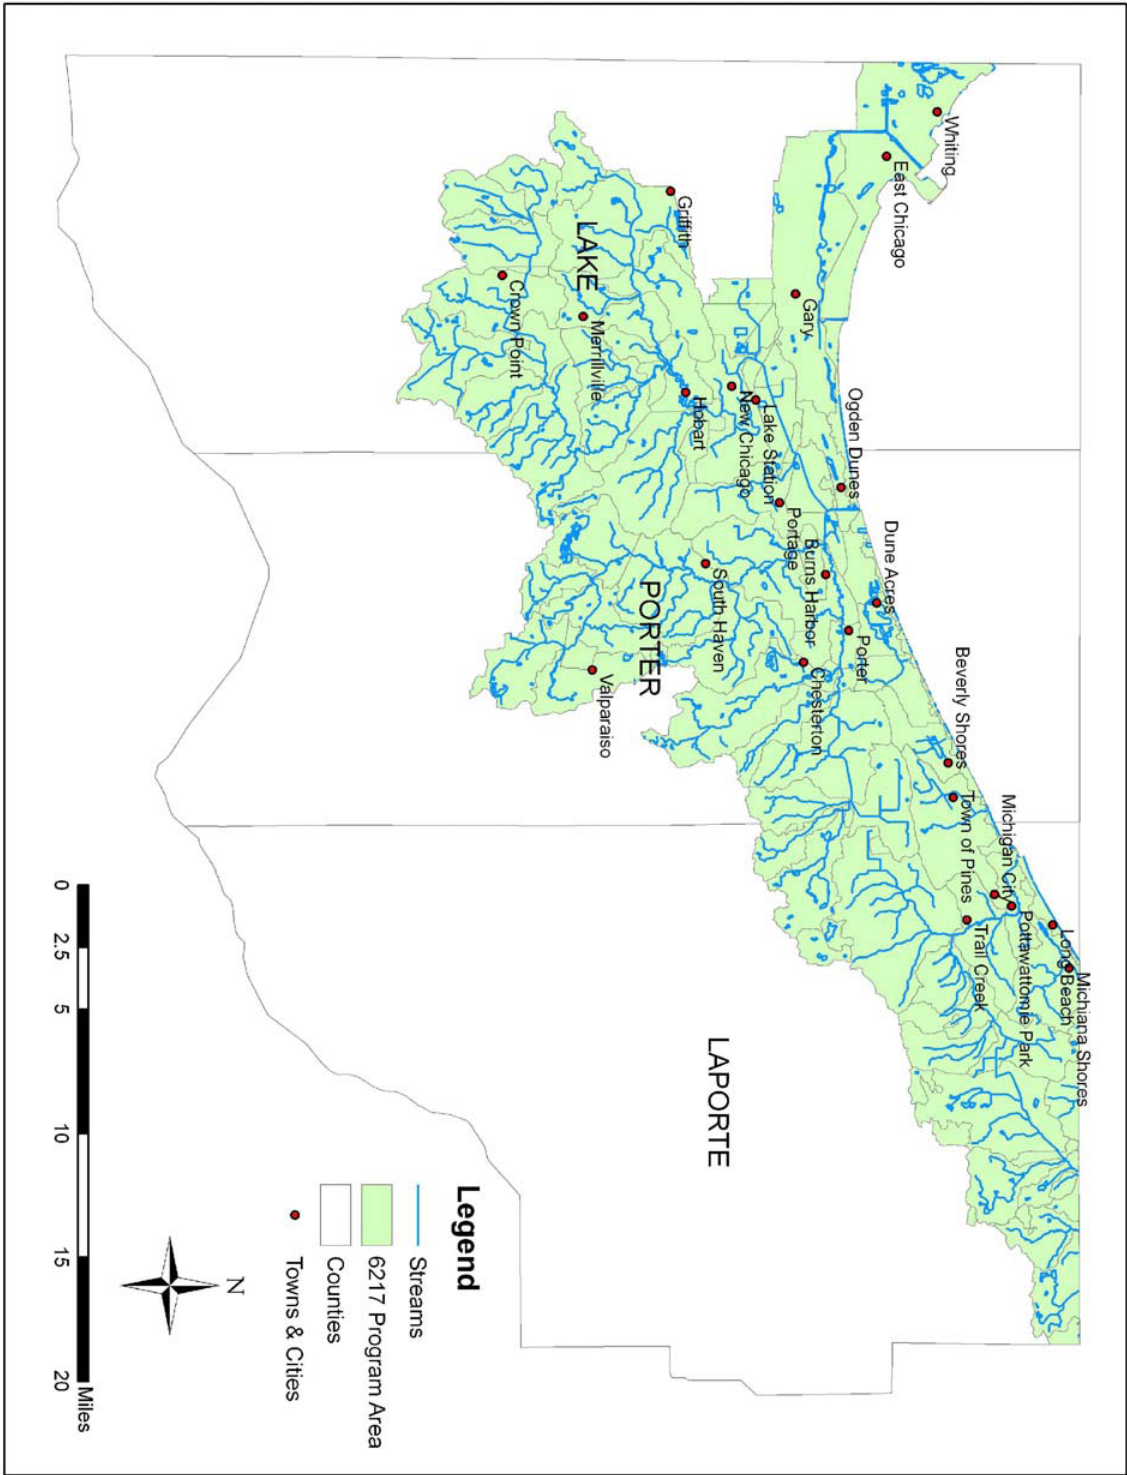 Whiting
East Chicago
Gary
Griffith
LAKE
Crown Point
Merrillville
Hobart
New Chicago
Lake Station
Ogden Dunes
Portage
Burns Harbor
Dune Acres
South Haven
PORTER
Porter
Chesterton
Valparaiso
Beverly Shores
Town of Pines
Michigan City
Pottawattomie Park
Trail Creek
Long Beach
Michiana Shores
LAPORTE
Legend
Streams
6217 Program Area
Counties
Towns & Cities
N
0 2.5 5 10 15 20
Miles